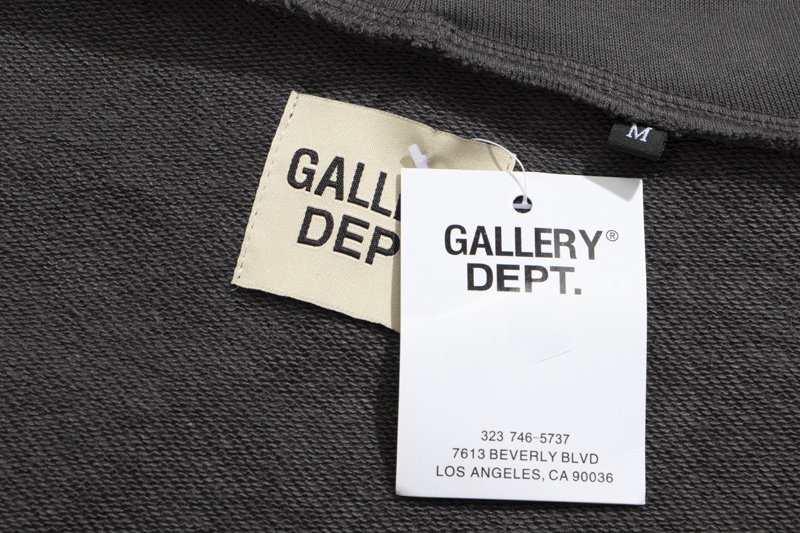 M
GALL
DEP
GALLERY®
DEPT.
323 746-5737
7613 BEVERLY BLVD
LOS ANGELES, CA 90036